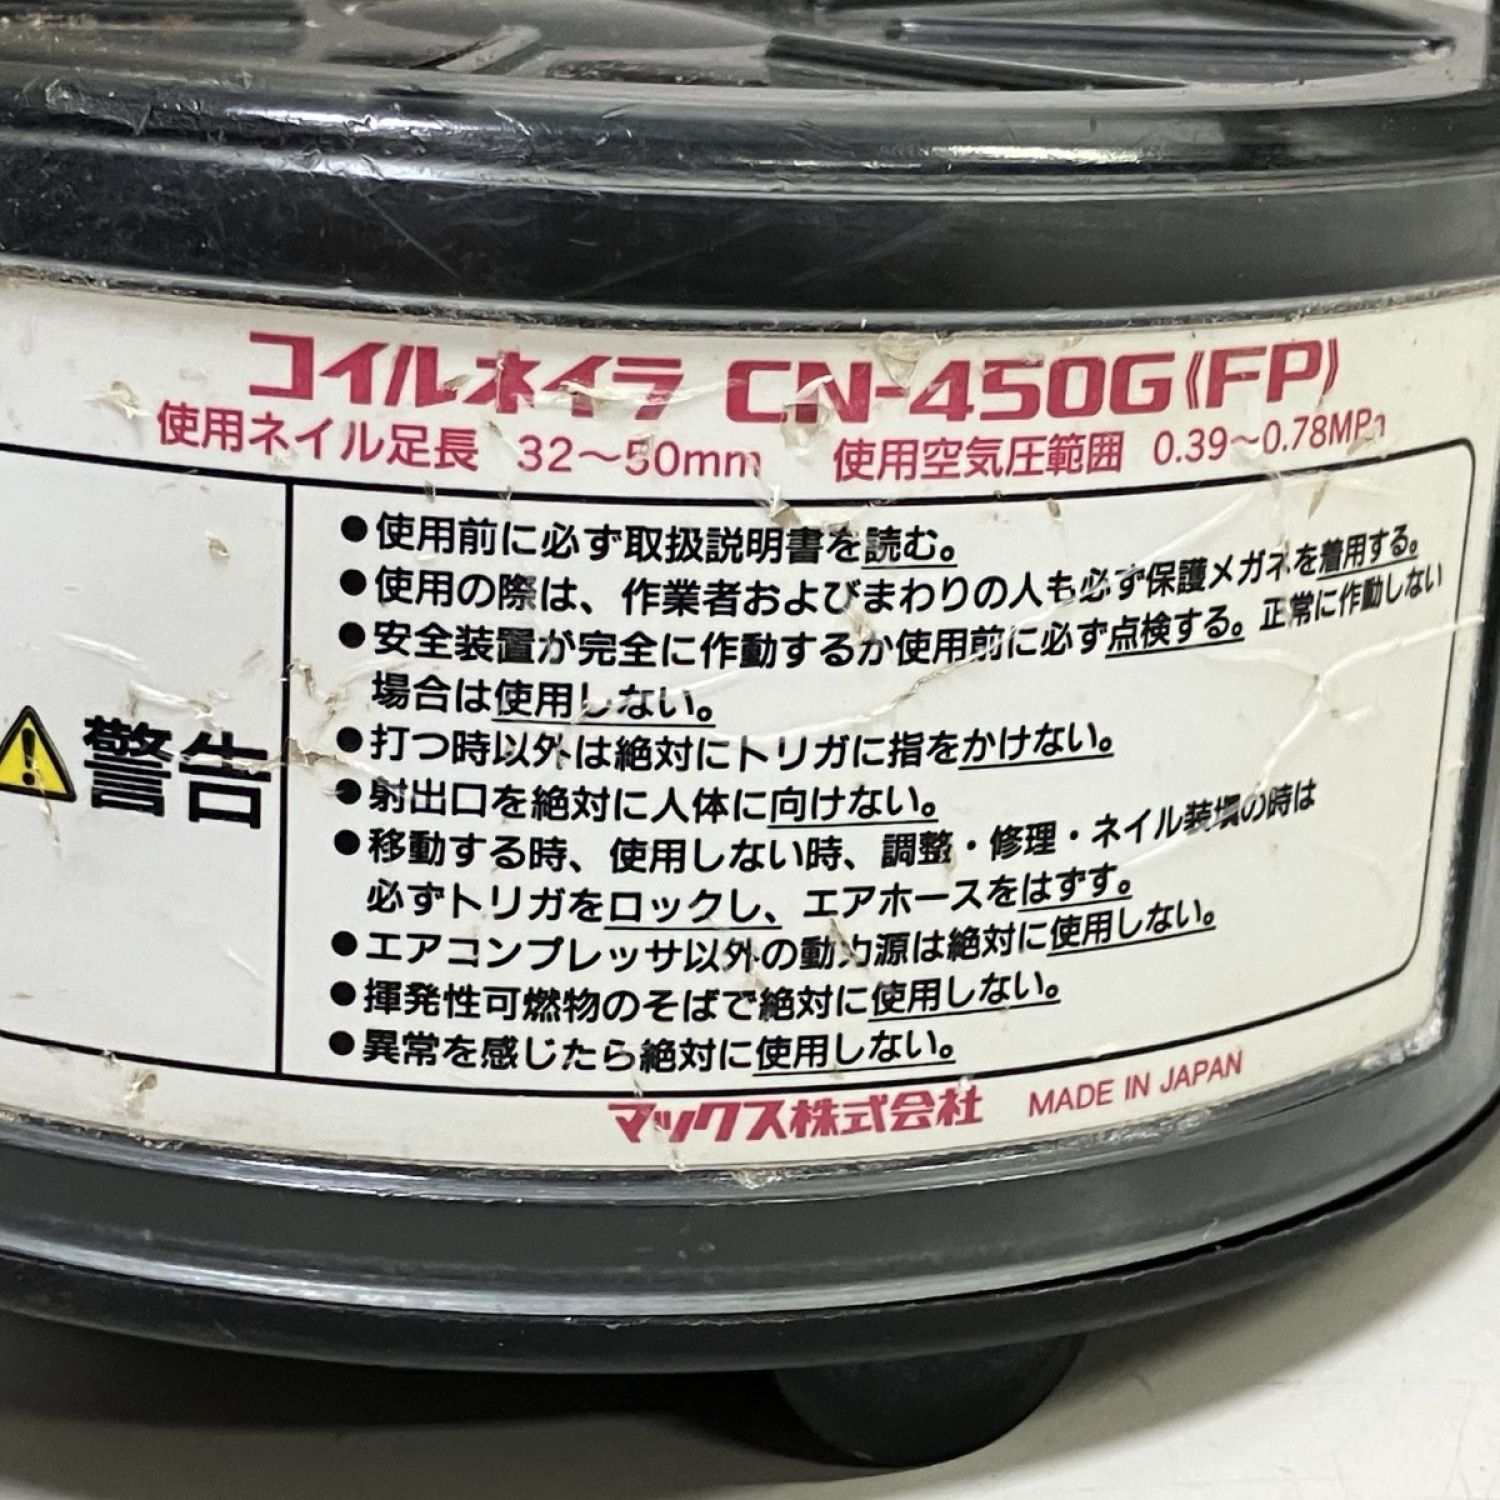 コイルネイラ CN-450G《FP》
使用ネイル足長 32〜50mm 使用空気圧範囲 0.39〜0.78MPa
警告
●使用前に必ず取扱説明書を読む。
●使用の際は、作業者およびまわりの人も必ず保護メガネを着用する。
●安全装置が完全に作動するか使用前に必ず点検する。正常に作動しない
場合は使用しない。
●打つ時以外は絶対にトリガに指をかけない。
●射出口を絶対に人体に向けない。
●移動する時、使用しない時、調整・修理・ネイル装填の時は
必ずトリガをロックし、エアホースをはずす。
●エアコンプレッサ以外の動力源は絶対に使用しない。
●揮発性可燃物のそばで絶対に使用しない。
●異常を感じたら絶対に使用しない。
マックス株式会社 MADE IN JAPAN